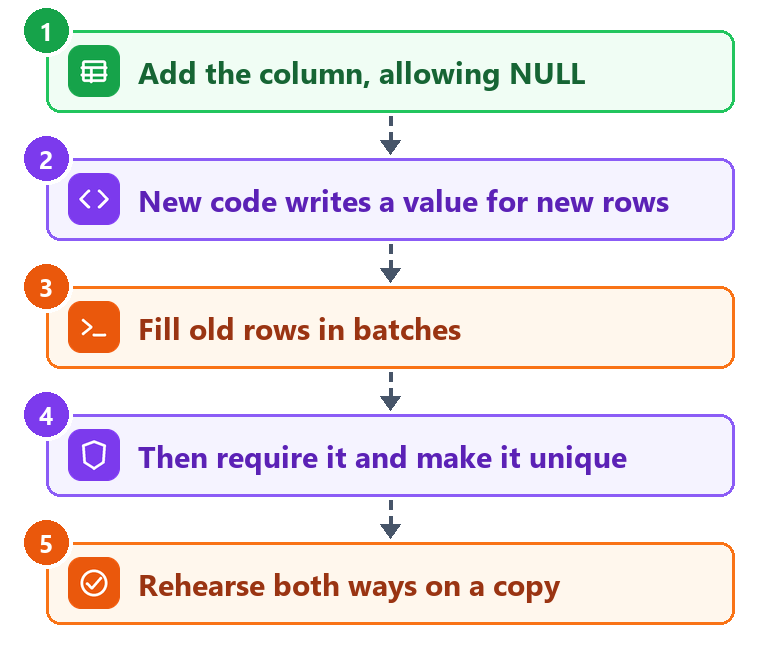 1
Add the column, allowing NULL
2
New code writes a value for new rows
3
Fill old rows in batches
4
Then require it and make it unique
5
Rehearse both ways on a copy